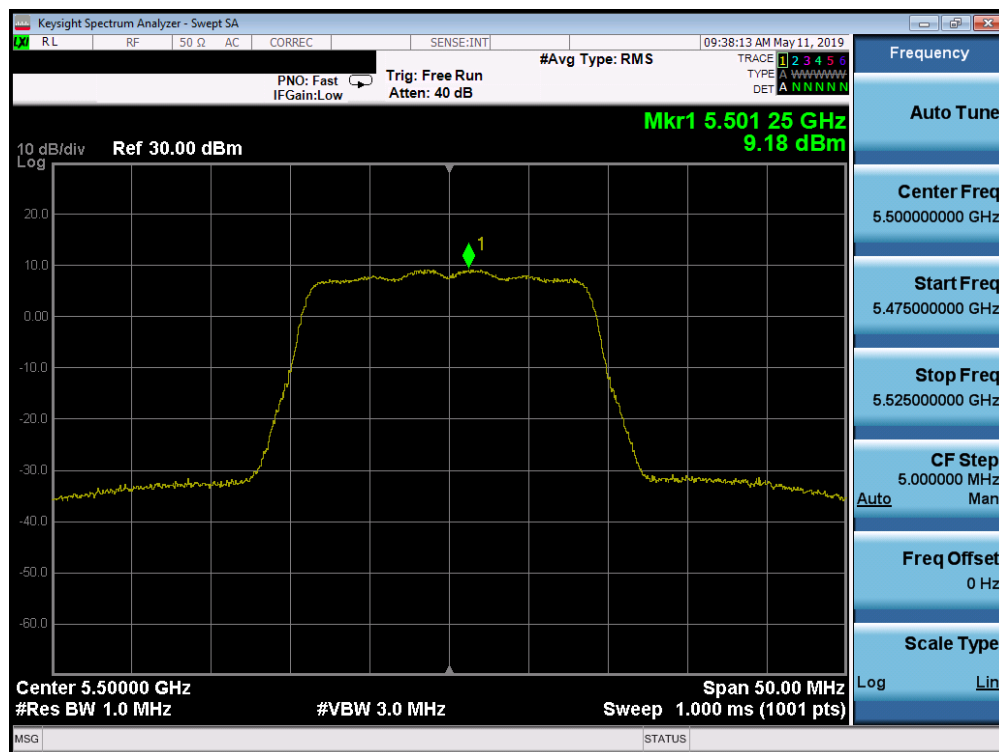 Keysight Spectrum Analyzer - Swept SA
LXI RL RF 50 Ω AC CORREC SENSE:INT 09:38:13 AM May 11, 2019
#Avg Type: RMS
TRACE 1 2 3 4 5 6
PNO: Fast Trig: Free Run
TYPE A WWWWW
IFGain:Low Atten: 40 dB
DET A N N N N N
Mkr1 5.501 25 GHz
9.18 dBm
10 dB/div Ref 30.00 dBm
Log
20.0
1
10.0
0.00
-10.0
-20.0
-30.0
-40.0
-50.0
-60.0
Center 5.50000 GHz Span 50.00 MHz
#Res BW 1.0 MHz #VBW 3.0 MHz Sweep 1.000 ms (1001 pts)
MSG STATUS
Frequency
Auto Tune
Center Freq
5.500000000 GHz
Start Freq
5.475000000 GHz
Stop Freq
5.525000000 GHz
CF Step
5.000000 MHz
Auto Man
Freq Offset
0 Hz
Scale Type
Log Lin